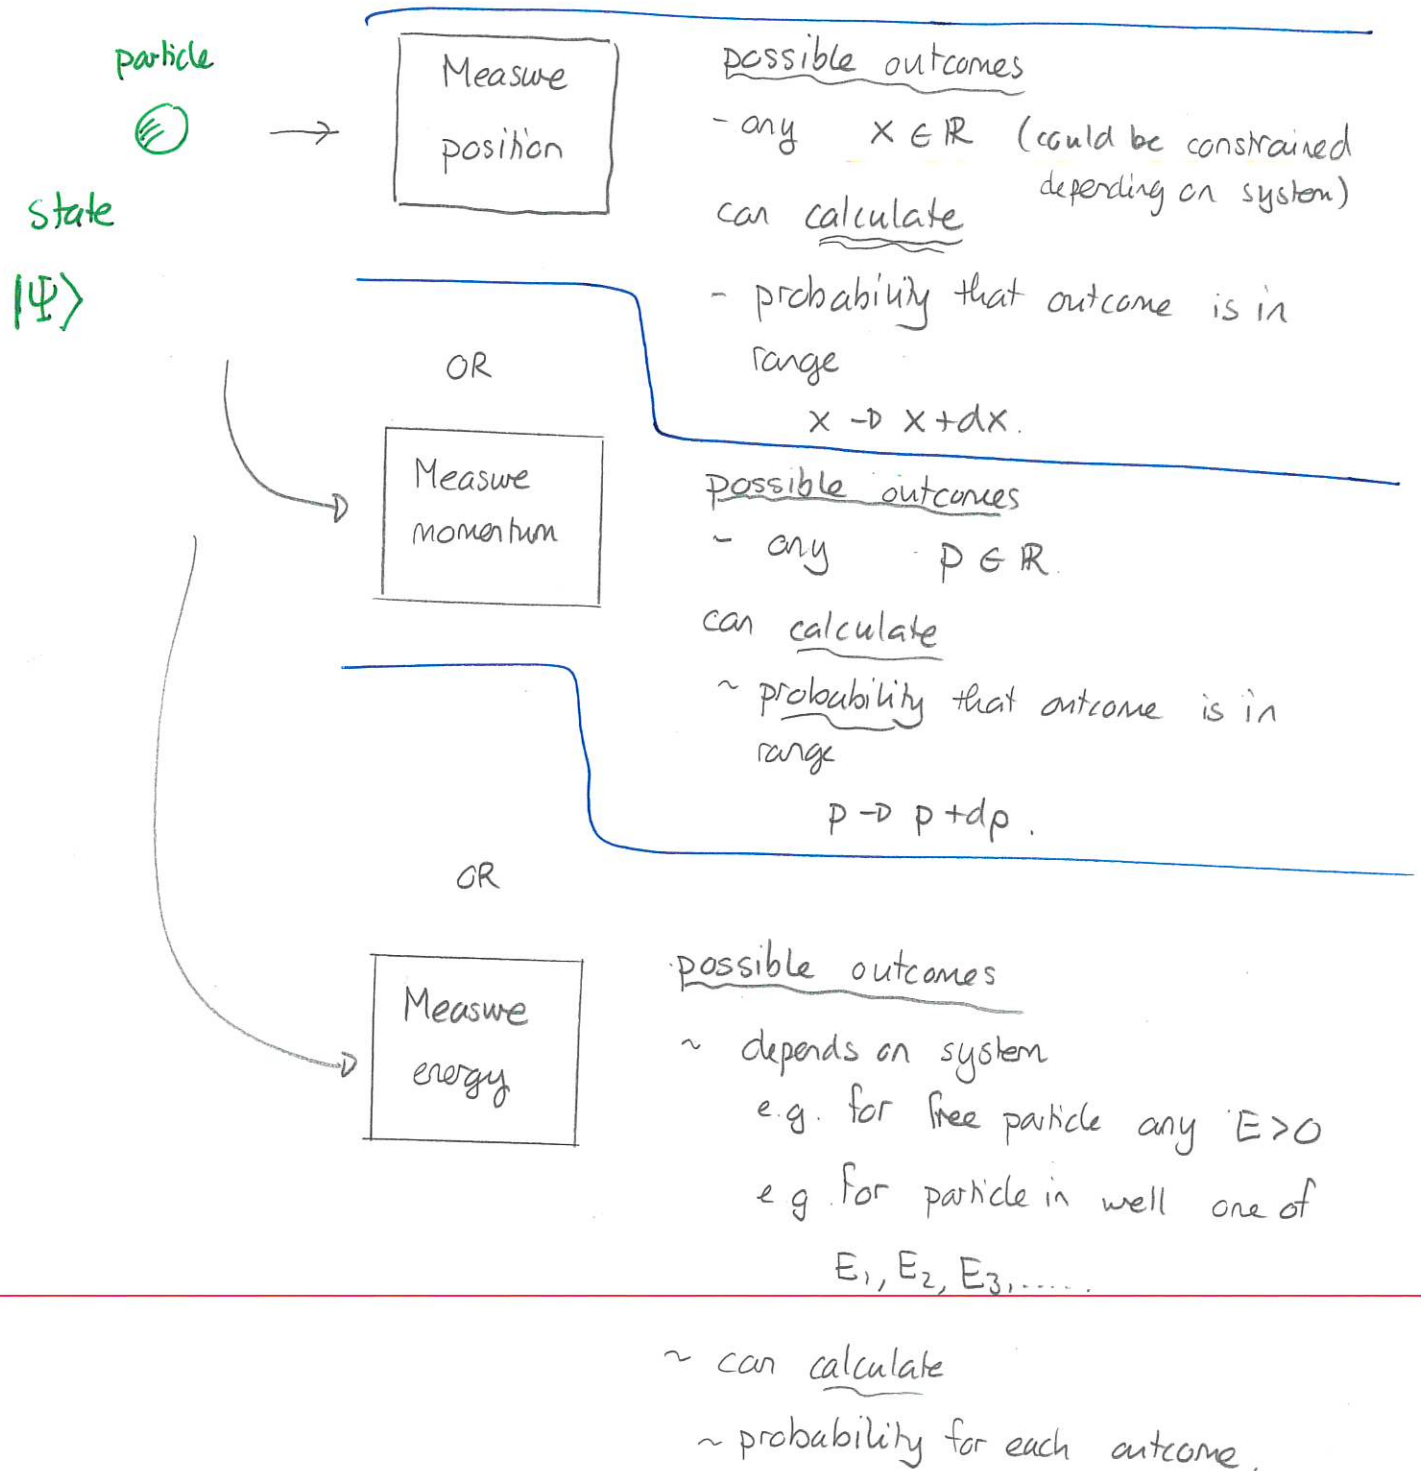 particle
state
|Ψ⟩
Measure
position
possible outcomes
- any x ∈ ℝ (could be constrained
depending on system)
can calculate
- probability that outcome is in
range
x → x+dx.
OR
Measure
momentum
possible outcomes
~ any p ∈ ℝ.
can calculate
~ probability that outcome is in
range
p → p+dp.
OR
Measure
energy
possible outcomes
~ depends on system
e.g. for free particle any E>0
e.g. for particle in well one of
E₁, E₂, E₃,......
~ can calculate
~ probability for each outcome.